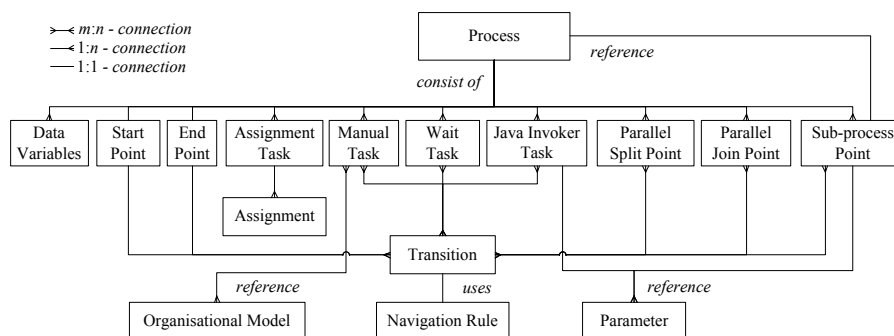 m:n - connection
1:n - connection
1:1 - connection
Process
reference
consist of
Data
Variables
Start
Point
End
Point
Assignment
Task
Manual
Task
Wait
Task
Java Invoker
Task
Parallel
Split Point
Parallel
Join Point
Sub-process
Point
Assignment
Transition
reference
uses
reference
Organisational Model
Navigation Rule
Parameter